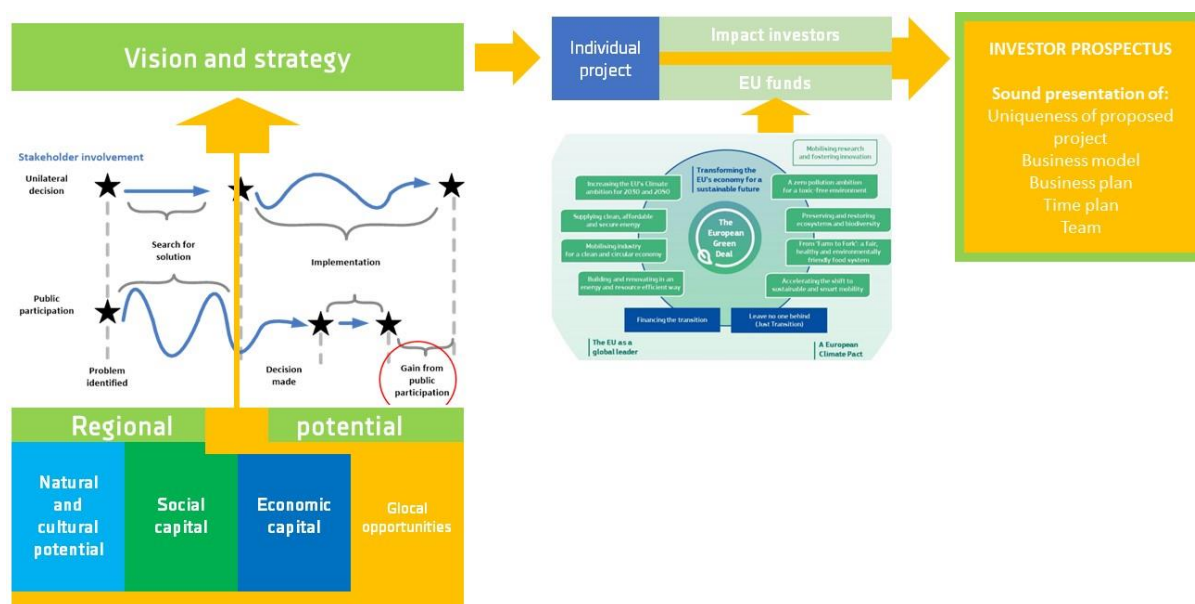 Vision and strategy
Stakeholder involvement
Unilateral
decision
Search for
solution
Implementation
Public
participation
Problem
identified
Decision
made
Gain from
public
participation
Regional potential
Natural
and
cultural
potential
Social
capital
Economic
capital
Glocal
opportunities
Individual
project
Impact investors
EU funds
Mobilising research
and fostering innovation
Transforming the
EU's economy for a
sustainable future
Increasing the EU's Climate
ambition for 2030 and 2050
A zero pollution ambition
for a toxic-free environment
Supplying clean, affordable
and secure energy
Preserving and restoring
ecosystems and biodiversity
The
European
Green
Deal
Mobilising industry
for a clean and circular economy
From 'Farm to Fork': a fair,
healthy and environmentally
friendly food system
Building and renovating in an
energy and resource efficient way
Accelerating the shift to
sustainable and smart mobility
Financing the transition
Leave no one behind
(Just Transition)
The EU as a
global leader
A European
Climate Pact
INVESTOR PROSPECTUS
Sound presentation of:
Uniqueness of proposed
project
Business model
Business plan
Time plan
Team